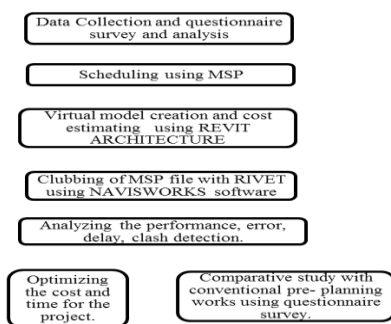 Data Collection and questionnaire
survey and analysis
Scheduling using MSP
Virtual model creation and cost
estimating using REVIT
ARCHITECTURE
Clubbing of MSP file with RIVET
using NAVISWORKS software
Analyzing the performance, error,
delay, clash detection.
Optimizing
the cost and
time for the
project.
Comparative study with
conventional pre- planning
works using questionnaire
survey.